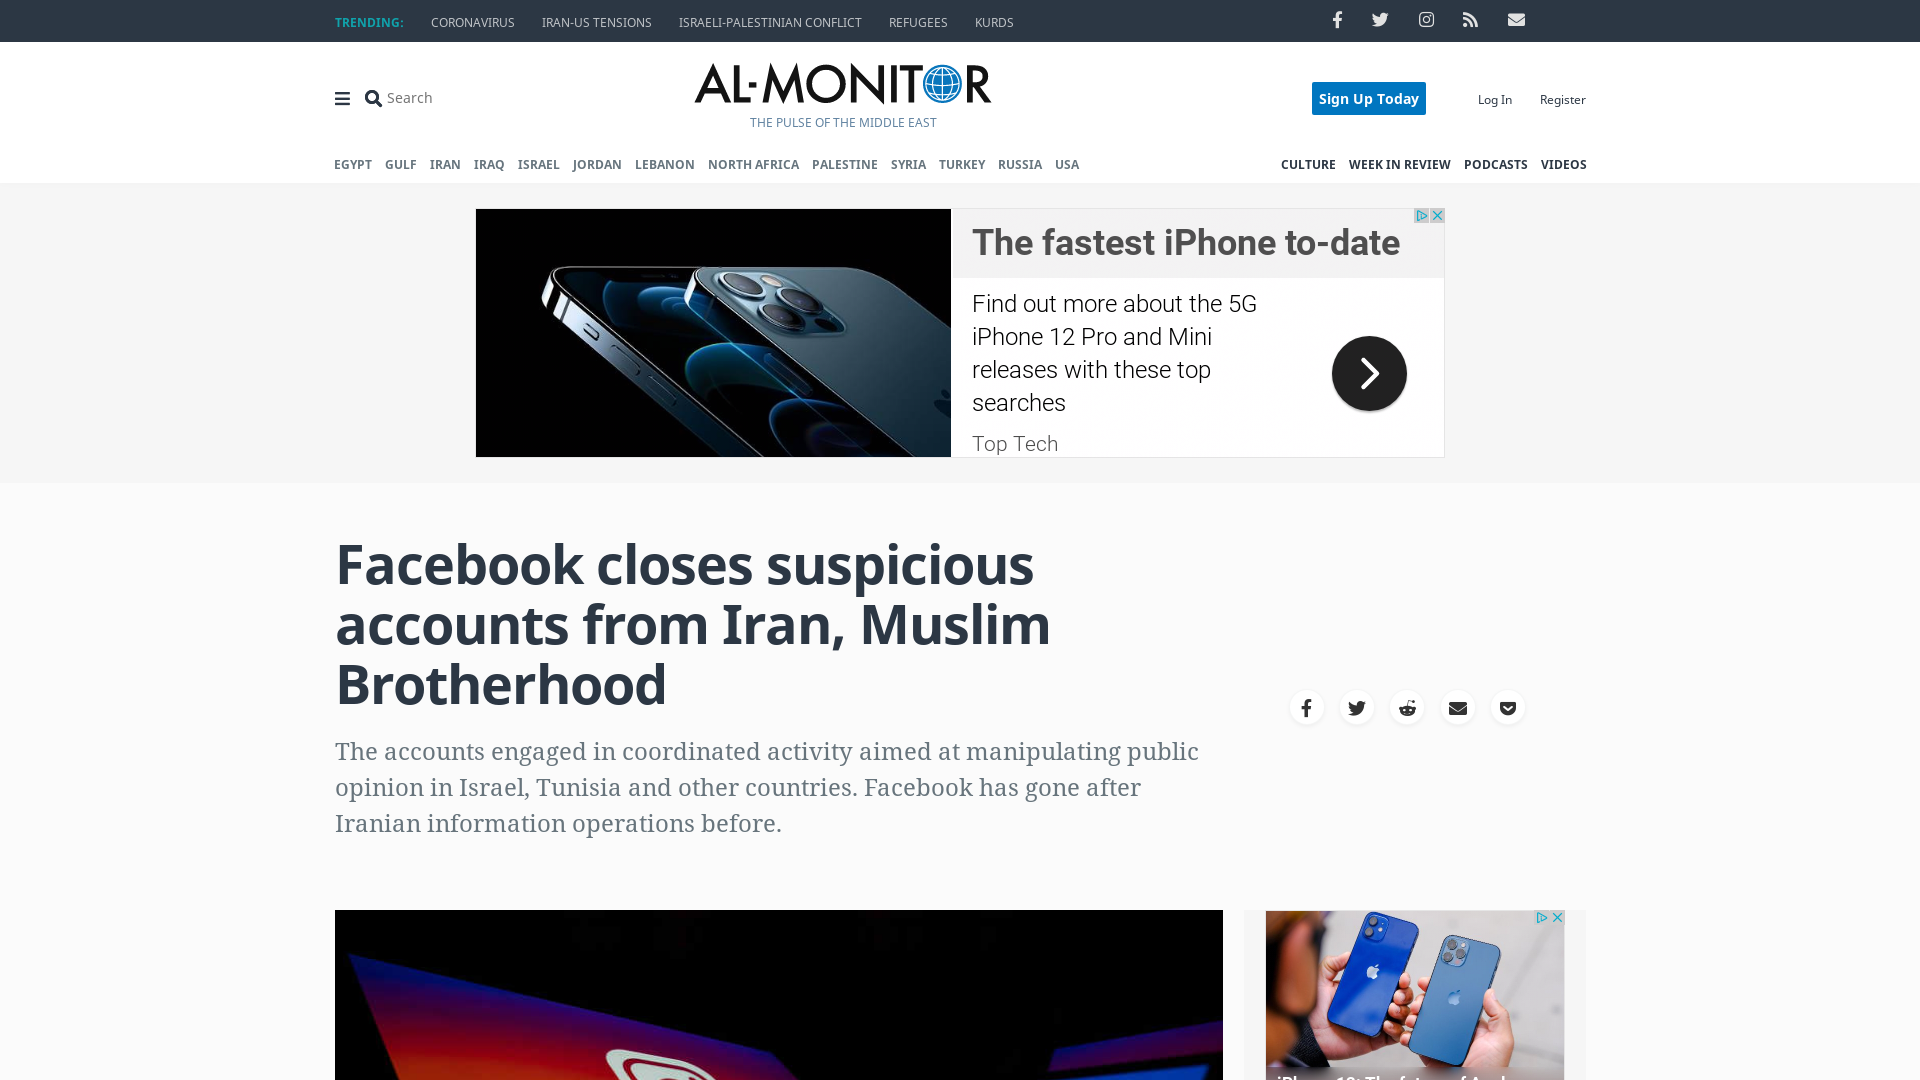 TRENDING: CORONAVIRUS IRAN-US TENSIONS ISRAELI-PALESTINIAN CONFLICT REFUGEES KURDS
Search
AL-MONITOR
THE PULSE OF THE MIDDLE EAST
Sign Up Today Log In Register
EGYPT GULF IRAN IRAQ ISRAEL JORDAN LEBANON NORTH AFRICA PALESTINE SYRIA TURKEY RUSSIA USA CULTURE WEEK IN REVIEW PODCASTS VIDEOS
The fastest iPhone to-date
Find out more about the 5G
iPhone 12 Pro and Mini
releases with these top
searches
Top Tech
Facebook closes suspicious
accounts from Iran, Muslim
Brotherhood
The accounts engaged in coordinated activity aimed at manipulating public
opinion in Israel, Tunisia and other countries. Facebook has gone after
Iranian information operations before.